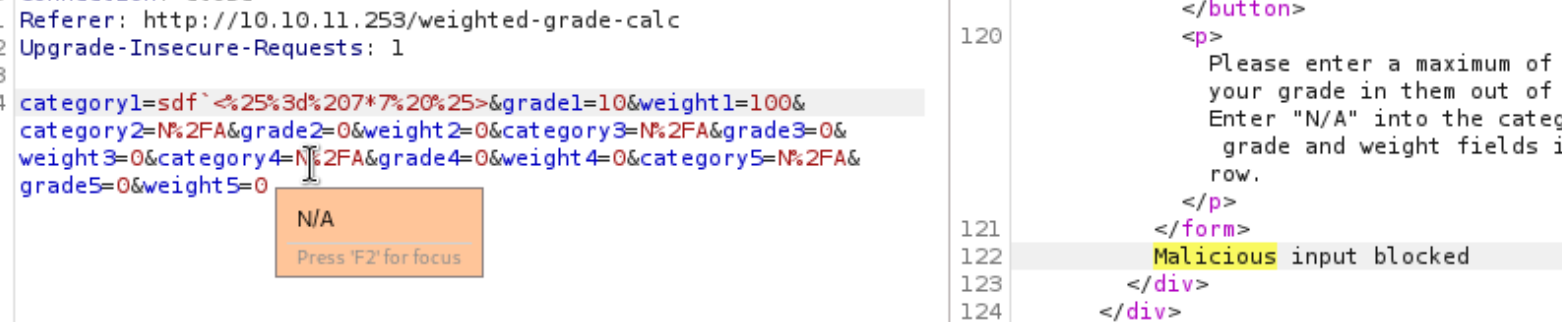 Referer: http://10.10.11.253/weighted-grade-calc
Upgrade-Insecure-Requests: 1
category1=sdf`<%25%3d%207*7%20%25>&grade1=10&weight1=100&
category2=N%2FA&grade2=0&weight2=0&category3=N%2FA&grade3=0&
weight3=0&category4=N%2FA&grade4=0&weight4=0&category5=N%2FA&
grade5=0&weight5=0
N/A
Press 'F2' for focus
</button>
120 <p>
Please enter a maximum of
your grade in them out of
Enter "N/A" into the categ
grade and weight fields i
row.
</p>
121 </form>
122 Malicious input blocked
123 </div>
124 </div>